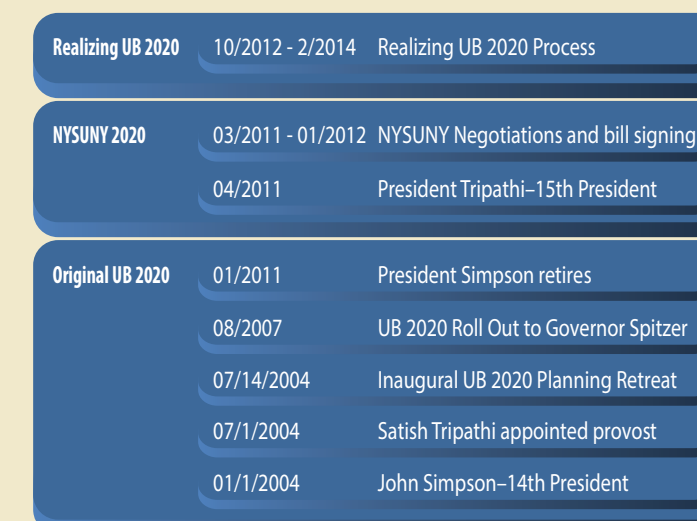 Realizing UB 2020 10/2012 - 2/2014 Realizing UB 2020 Process
NYSUNY 2020 03/2011 - 01/2012 NYSUNY Negotiations and bill signing
04/2011 President Tripathi–15th President
Original UB 2020 01/2011 President Simpson retires
08/2007 UB 2020 Roll Out to Governor Spitzer
07/14/2004 Inaugural UB 2020 Planning Retreat
07/1/2004 Satish Tripathi appointed provost
01/1/2004 John Simpson–14th President